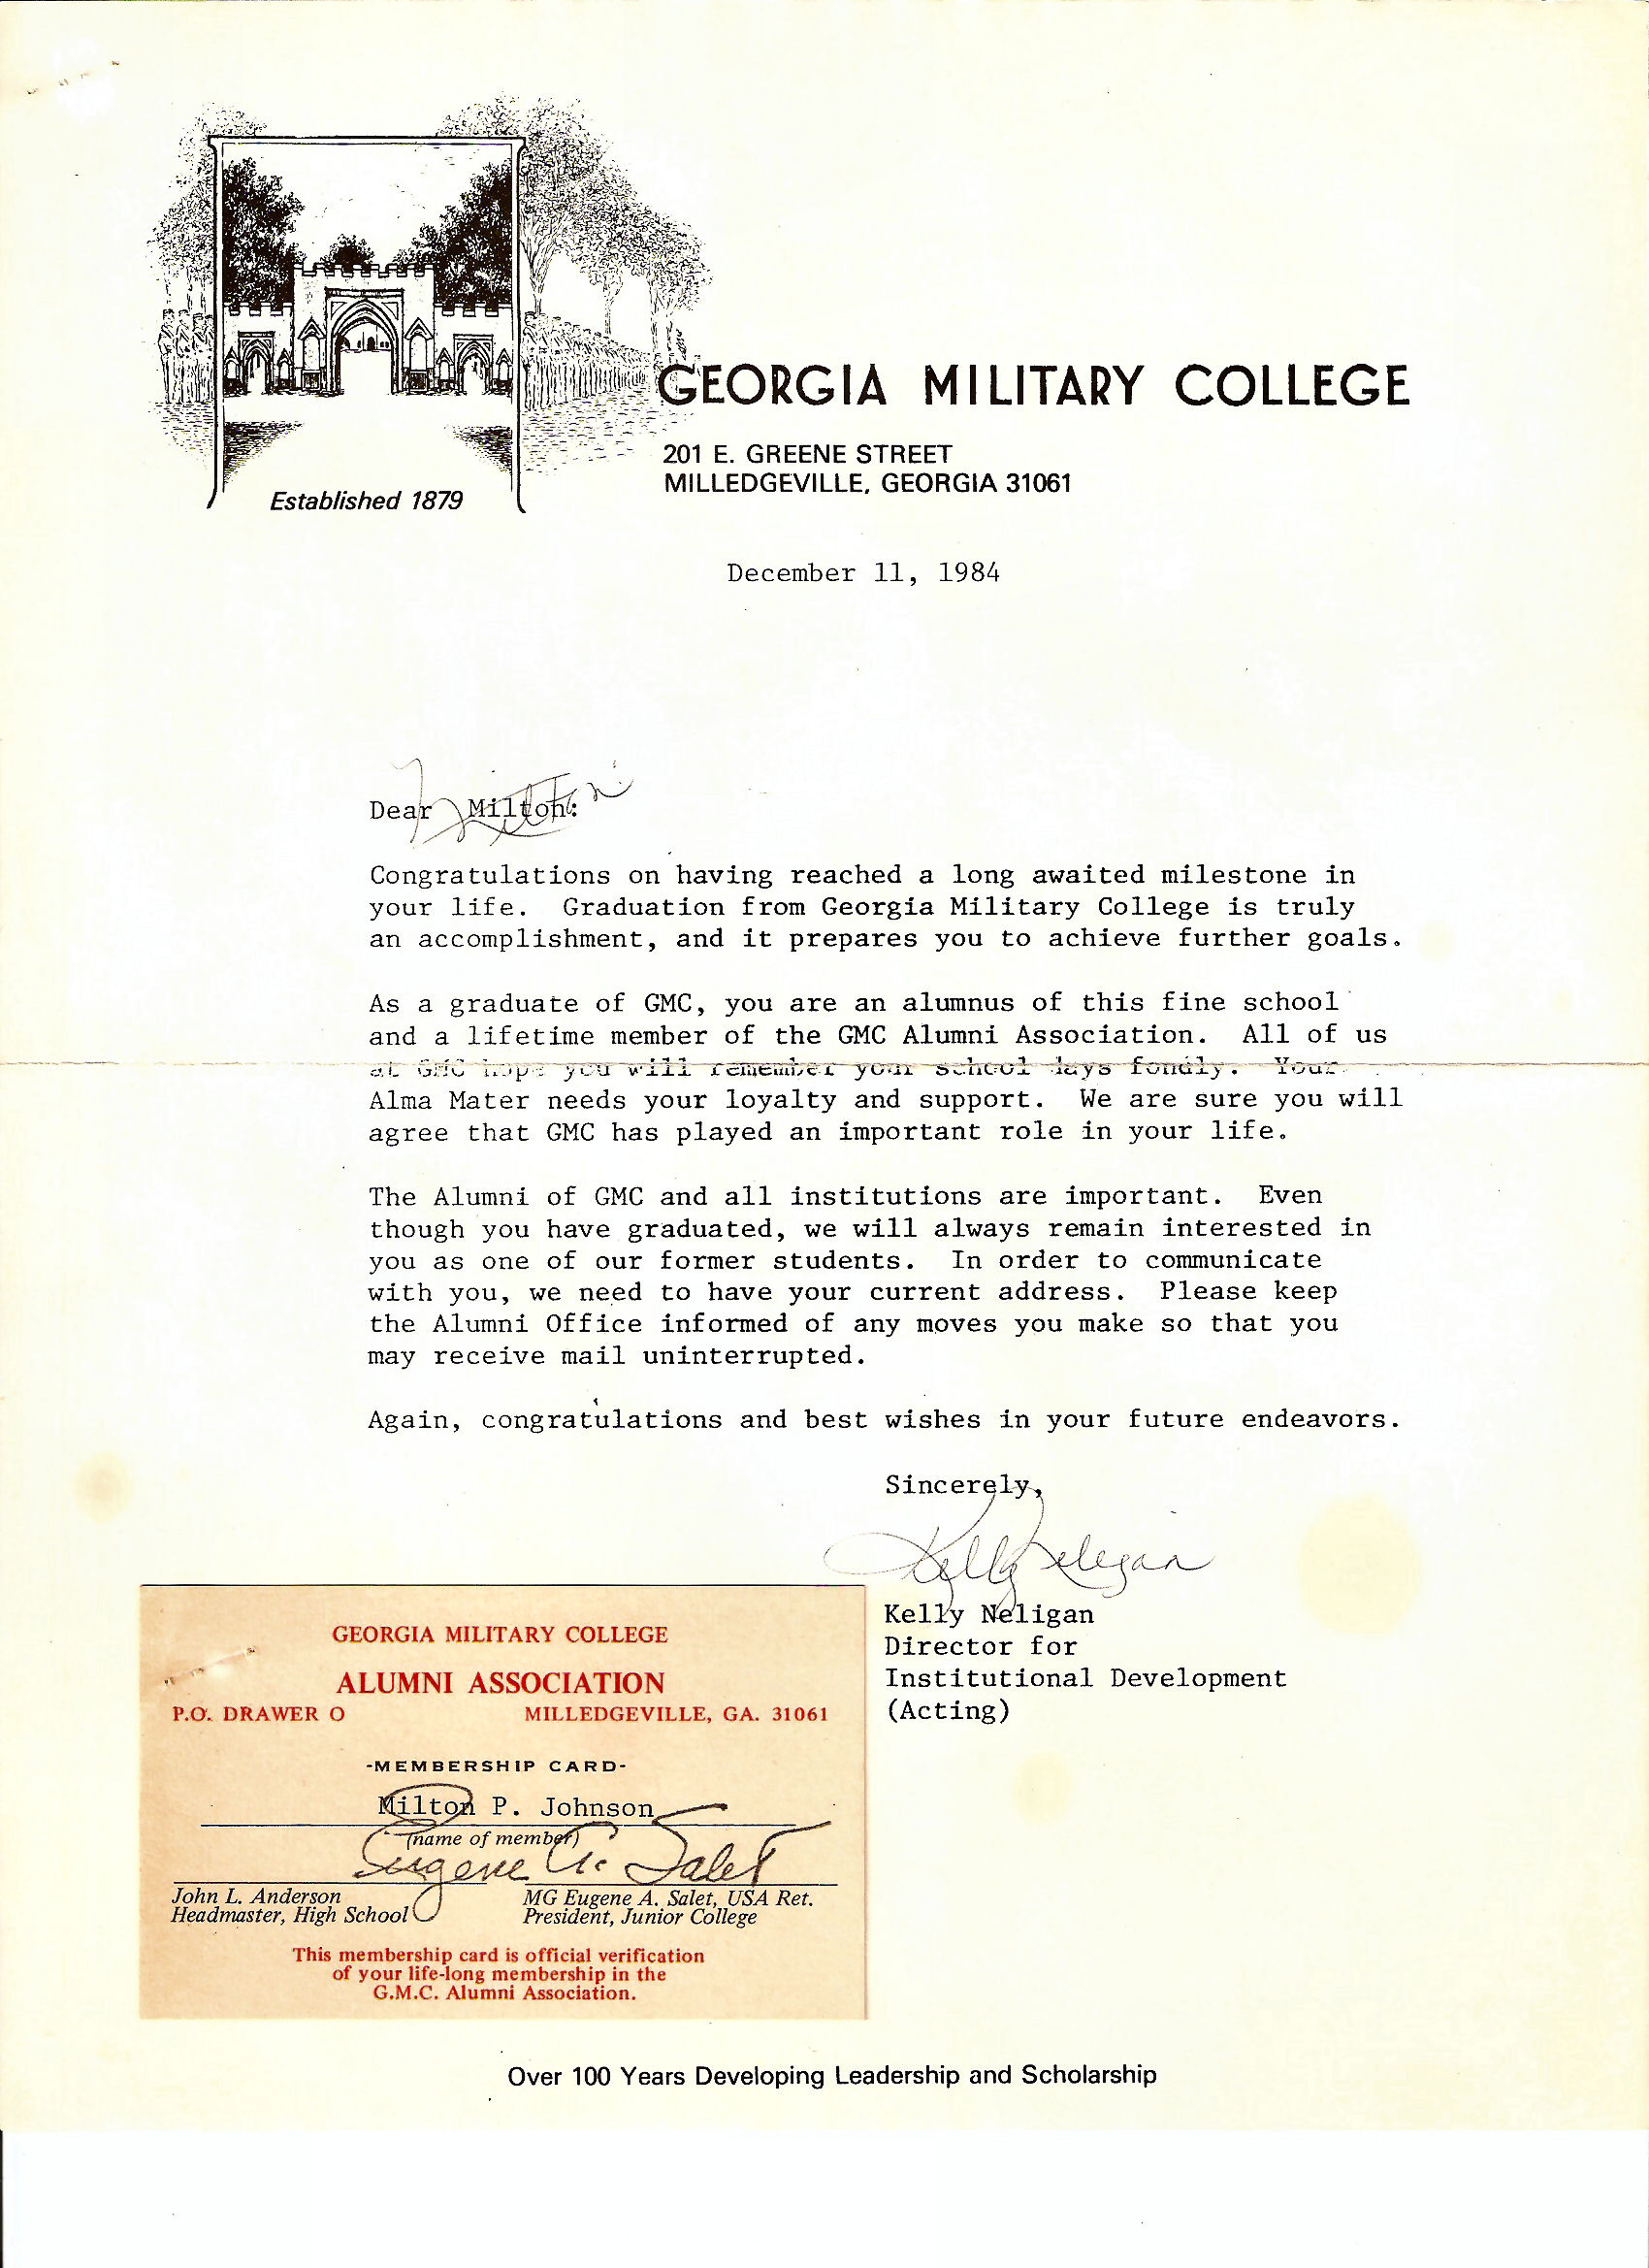 GEORGIA MILITARY COLLEGE
201 E. GREENE STREET
MILLEDGEVILLE, GEORGIA 31061
Established 1879
December 11, 1984
Dear Milton:
Milton
Congratulations on having reached a long awaited milestone in
your life. Graduation from Georgia Military College is truly
an accomplishment, and it prepares you to achieve further goals.
As a graduate of GMC, you are an alumnus of this fine school
and a lifetime member of the GMC Alumni Association. All of us
at GMC hope you will remember your school days fondly. Your
Alma Mater needs your loyalty and support. We are sure you will
agree that GMC has played an important role in your life.
The Alumni of GMC and all institutions are important. Even
though you have graduated, we will always remain interested in
you as one of our former students. In order to communicate
with you, we need to have your current address. Please keep
the Alumni Office informed of any moves you make so that you
may receive mail uninterrupted.
Again, congratulations and best wishes in your future endeavors.
Sincerely,
Kelly Neligan
Kelly Neligan
Director for
Institutional Development
(Acting)
GEORGIA MILITARY COLLEGE
ALUMNI ASSOCIATION
P.O. DRAWER O MILLEDGEVILLE, GA. 31061
-MEMBERSHIP CARD-
Milton P. Johnson
(name of member)
Eugene A. Salet
John L. Anderson
Headmaster, High School
MG Eugene A. Salet, USA Ret.
President, Junior College
This membership card is official verification
of your life-long membership in the
G.M.C. Alumni Association.
Over 100 Years Developing Leadership and Scholarship